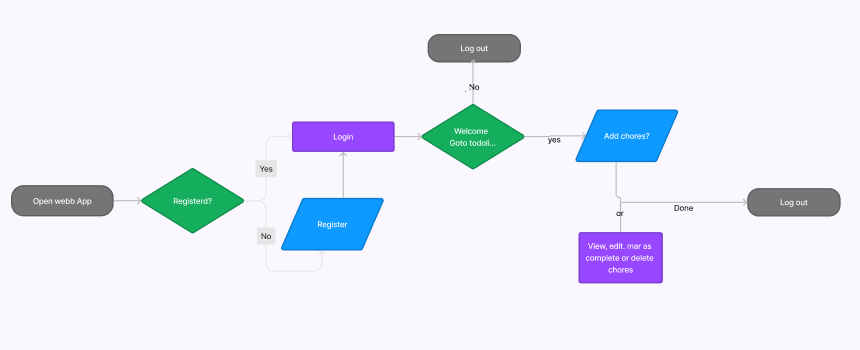 Log out
No
Welcome
Goto todoli...
yes
Add chores?
Login
Yes
Open webb App
Registerd?
No
Register
or
Done
Log out
View, edit. mar as
complete or delete
chores